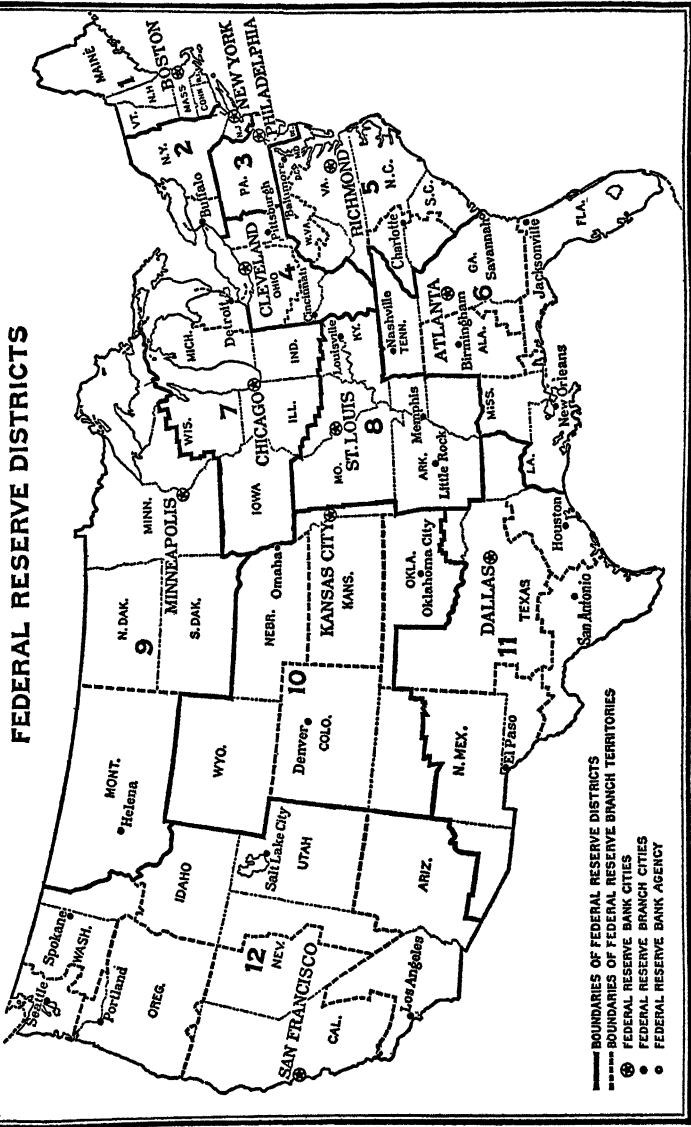 FEDERAL RESERVE DISTRICTS
MAINE
1
VT.
N.H
BOSTON
MASS
CONN
N.Y.
2
Buffalo
NEW YORK
N.J.
PHILADELPHIA
PA.
3
Pittsburgh
Baltimore
MD
D.C.
W.VA.
VA.
RICHMOND
5
N.C.
Charlotte
S.C.
CLEVELAND
OHIO
4
Cincinnati
MICH.
Detroit
IND.
Louisville
KY.
Nashville
TENN.
ATLANTA
GA.
6
Savannah
Birmingham
ALA.
Jacksonville
FLA.
WIS.
7
CHICAGO
ILL.
IOWA
ST. LOUIS
MO.
8
Memphis
ARK.
Little Rock
MISS.
LA.
New Orleans
MINN.
MINNEAPOLIS
N. DAK.
9
S. DAK.
MONT.
Helena
NEBR.
Omaha
KANSAS CITY
KANS.
10
WYO.
Denver
COLO.
OKLA.
Oklahoma City
DALLAS
TEXAS
11
Houston
San Antonio
El Paso
N. MEX.
Seattle
Spokane
WASH.
Portland
OREG.
IDAHO
Salt Lake City
UTAH
12
NEV.
SAN FRANCISCO
CAL.
Los Angeles
ARIZ.
BOUNDARIES OF FEDERAL RESERVE DISTRICTS
BOUNDARIES OF FEDERAL RESERVE BRANCH TERRITORIES
FEDERAL RESERVE BANK CITIES
FEDERAL RESERVE BRANCH CITIES
FEDERAL RESERVE BANK AGENCY